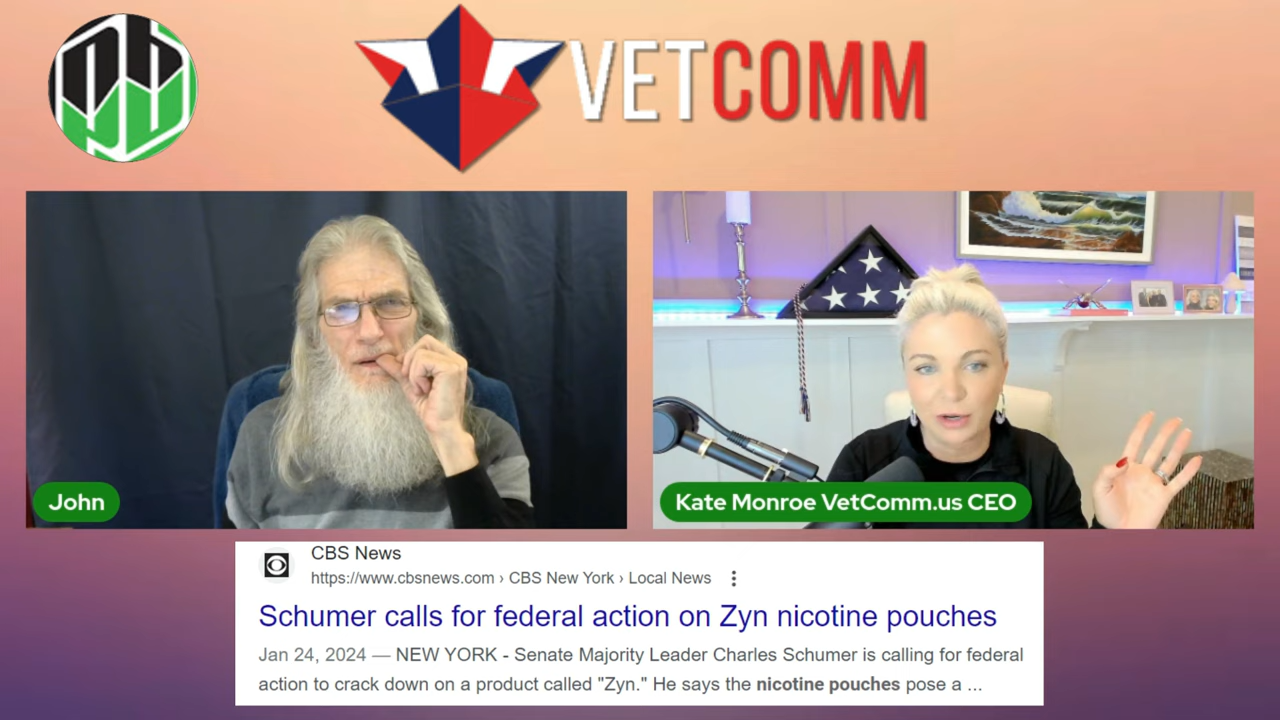 VETCOMM
John
Kate Monroe VetComm.us CEO
CBS News
https://www.cbsnews.com › CBS New York › Local News
Schumer calls for federal action on Zyn nicotine pouches
Jan 24, 2024 — NEW YORK - Senate Majority Leader Charles Schumer is calling for federal
action to crack down on a product called "Zyn." He says the nicotine pouches pose a ...